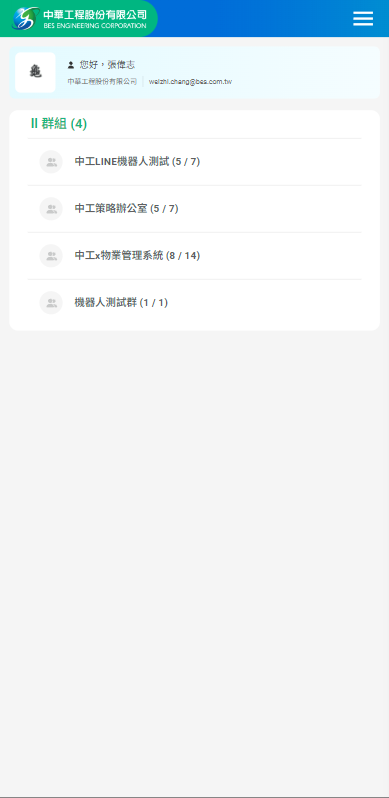 中華工程股份有限公司
BES ENGINEERING CORPORATION
您好，張偉志
中華工程股份有限公司 | weizhi.chang@bes.com.tw
群組 (4)
中工LINE機器人測試 (5 / 7)
中工策略辦公室 (5 / 7)
中工x物業管理系統 (8 / 14)
機器人測試群 (1 / 1)